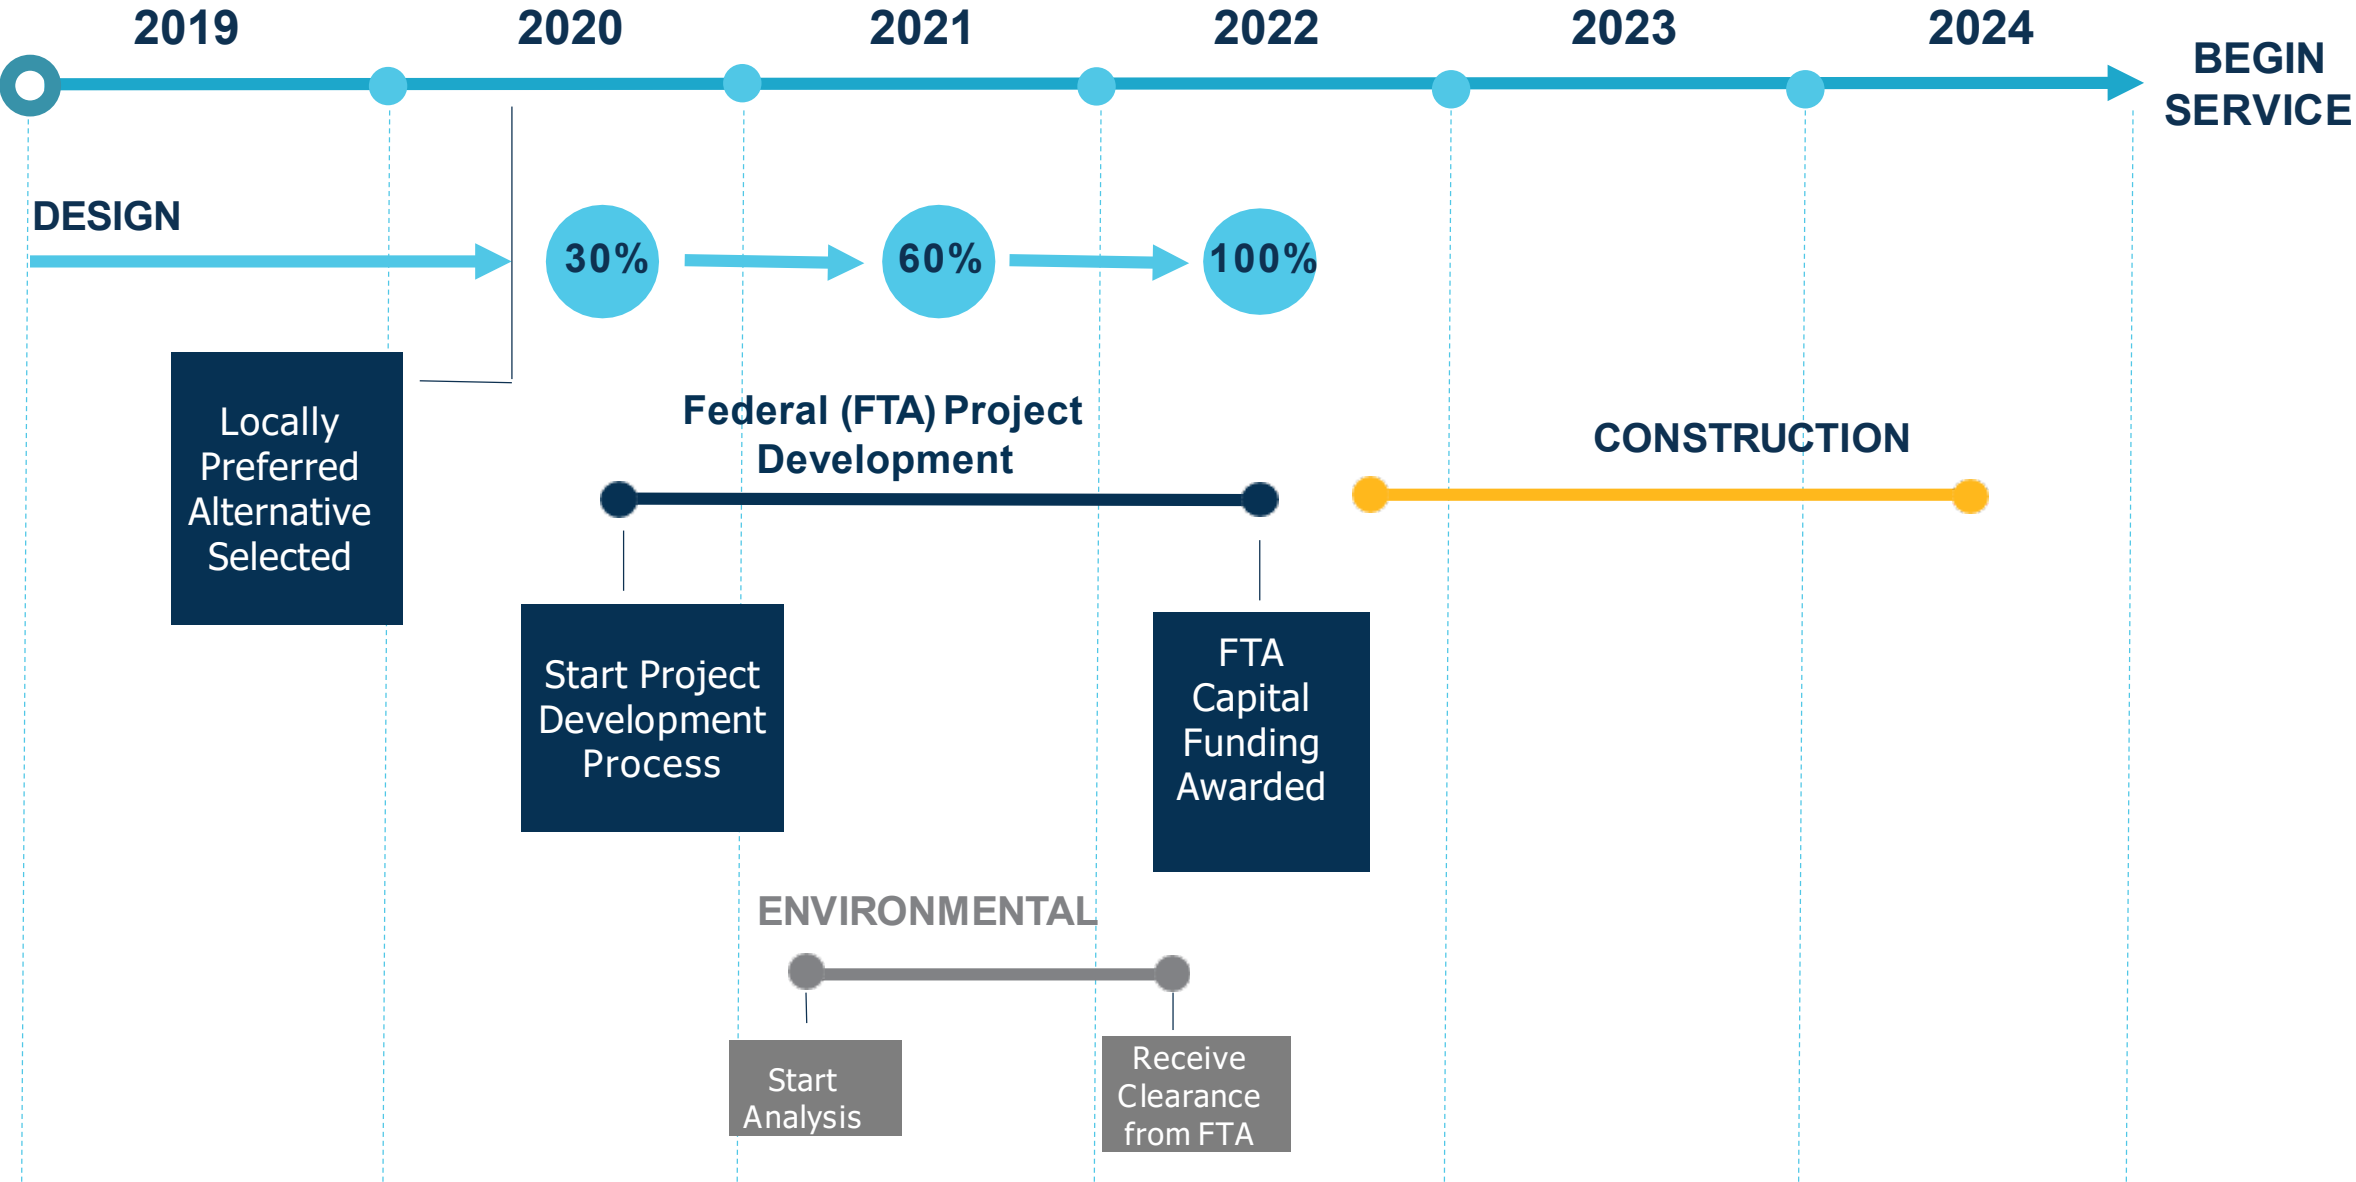 2019
2020
2021
2022
2023
2024
BEGIN
SERVICE
DESIGN
30%
60%
100%
Locally
Preferred
Alternative
Selected
Federal (FTA) Project
Development
CONSTRUCTION
Start Project
Development
Process
FTA
Capital
Funding
Awarded
ENVIRONMENTAL
Start
Analysis
Receive
Clearance
from FTA